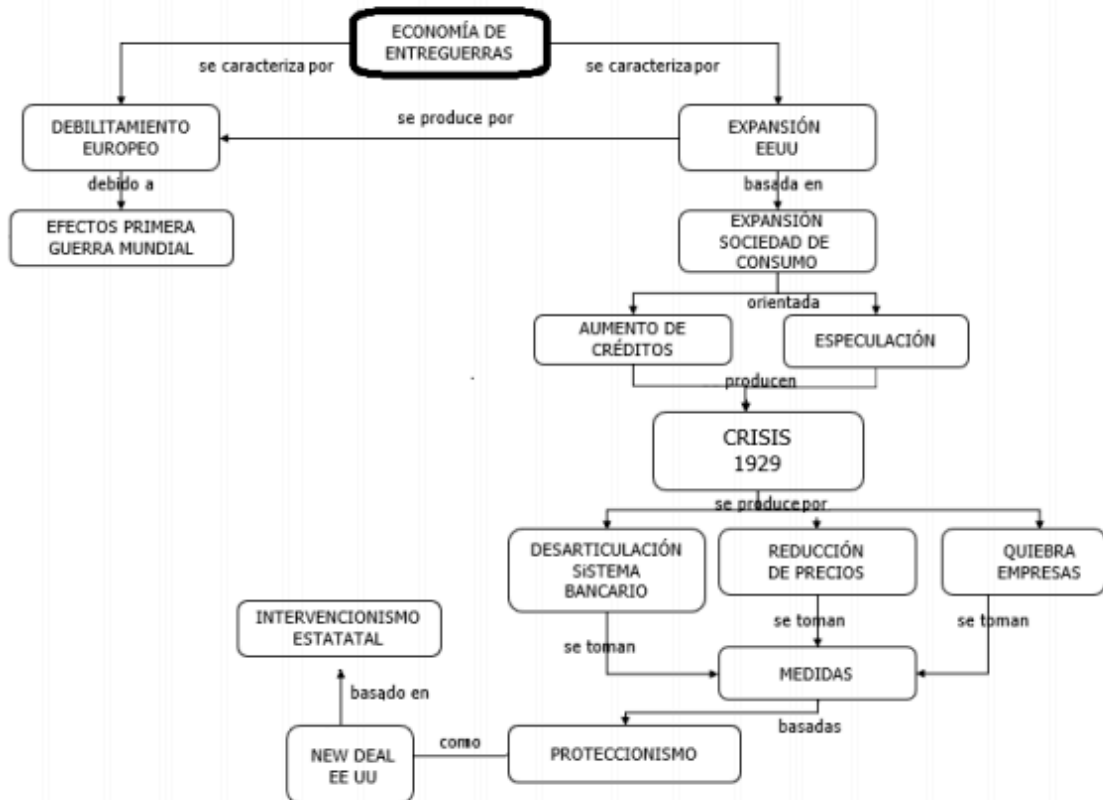 ECONOMÍA DE
ENTREGUERRAS
se caracteriza por
se caracteriza por
DEBILITAMIENTO
EUROPEO
se produce por
EXPANSIÓN
EEUU
debido a
basada en
EFECTOS PRIMERA
GUERRA MUNDIAL
EXPANSIÓN
SOCIEDAD DE
CONSUMO
orientada
AUMENTO DE
CRÉDITOS
ESPECULACIÓN
producen
CRISIS
1929
se produce por
DESARTICULACIÓN
SiSTEMA
BANCARIO
REDUCCIÓN
DE PRECIOS
QUIEBRA
EMPRESAS
se toman
se toman
se toman
INTERVENCIONISMO
ESTATATAL
MEDIDAS
basado en
basadas
NEW DEAL
EE UU
como
PROTECCIONISMO